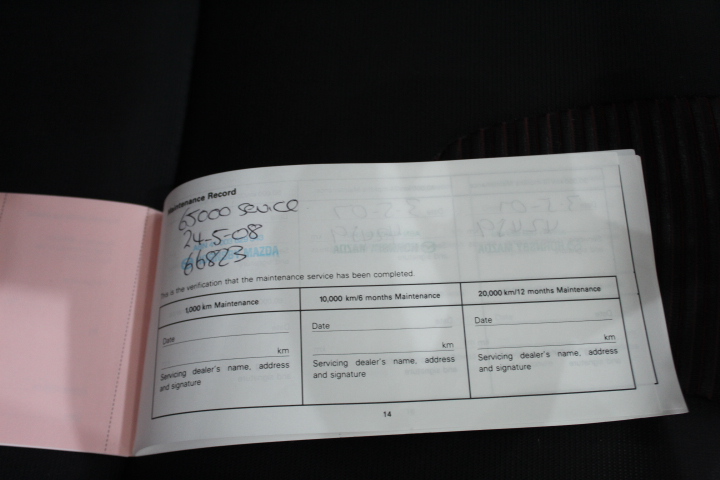 Maintenance Record
65000 Service
24-5-08
66823
MAZDA
This is the verification that the maintenance service has been completed.
1,000 km Maintenance
10,000 km/6 months Maintenance
20,000 km/12 months Maintenance
Date
Date
Date
km
km
km
Servicing dealer's name, address
and signature
Servicing dealer's name, address
and signature
Servicing dealer's name, address
and signature
14